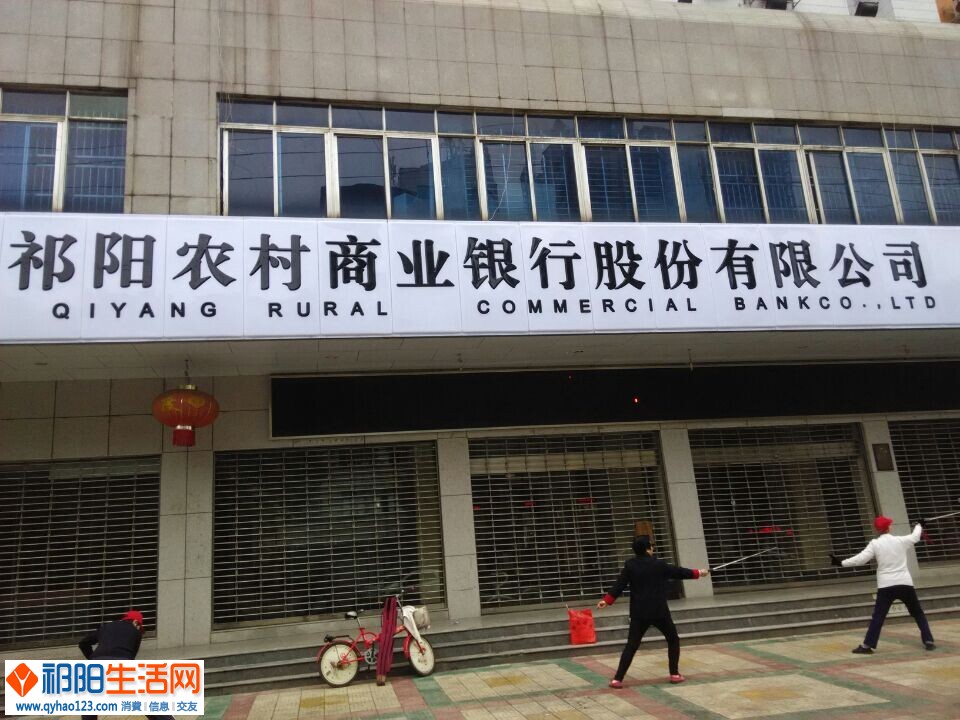 祁阳农村商业银行股份有限公司
QIYANG RURAL COMMERCIAL BANKCO.,LTD
祁阳生活网
www.qyhao123.com 消費 | 信息 | 交友